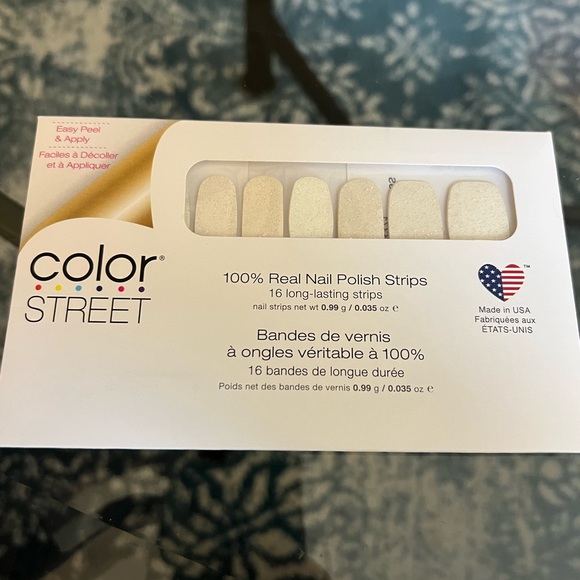 Easy Peel
& Apply
Faciles à Décoller
et à Appliquer
color®
STREET
100% Real Nail Polish Strips
16 long-lasting strips
nail strips net wt 0.99 g / 0.035 oz ℮
Bandes de vernis
à ongles véritable à 100%
16 bandes de longue durée
Poids net des bandes de vernis 0.99 g / 0.035 oz ℮
™
Made in USA
Fabriquées aux
ÉTATS-UNIS